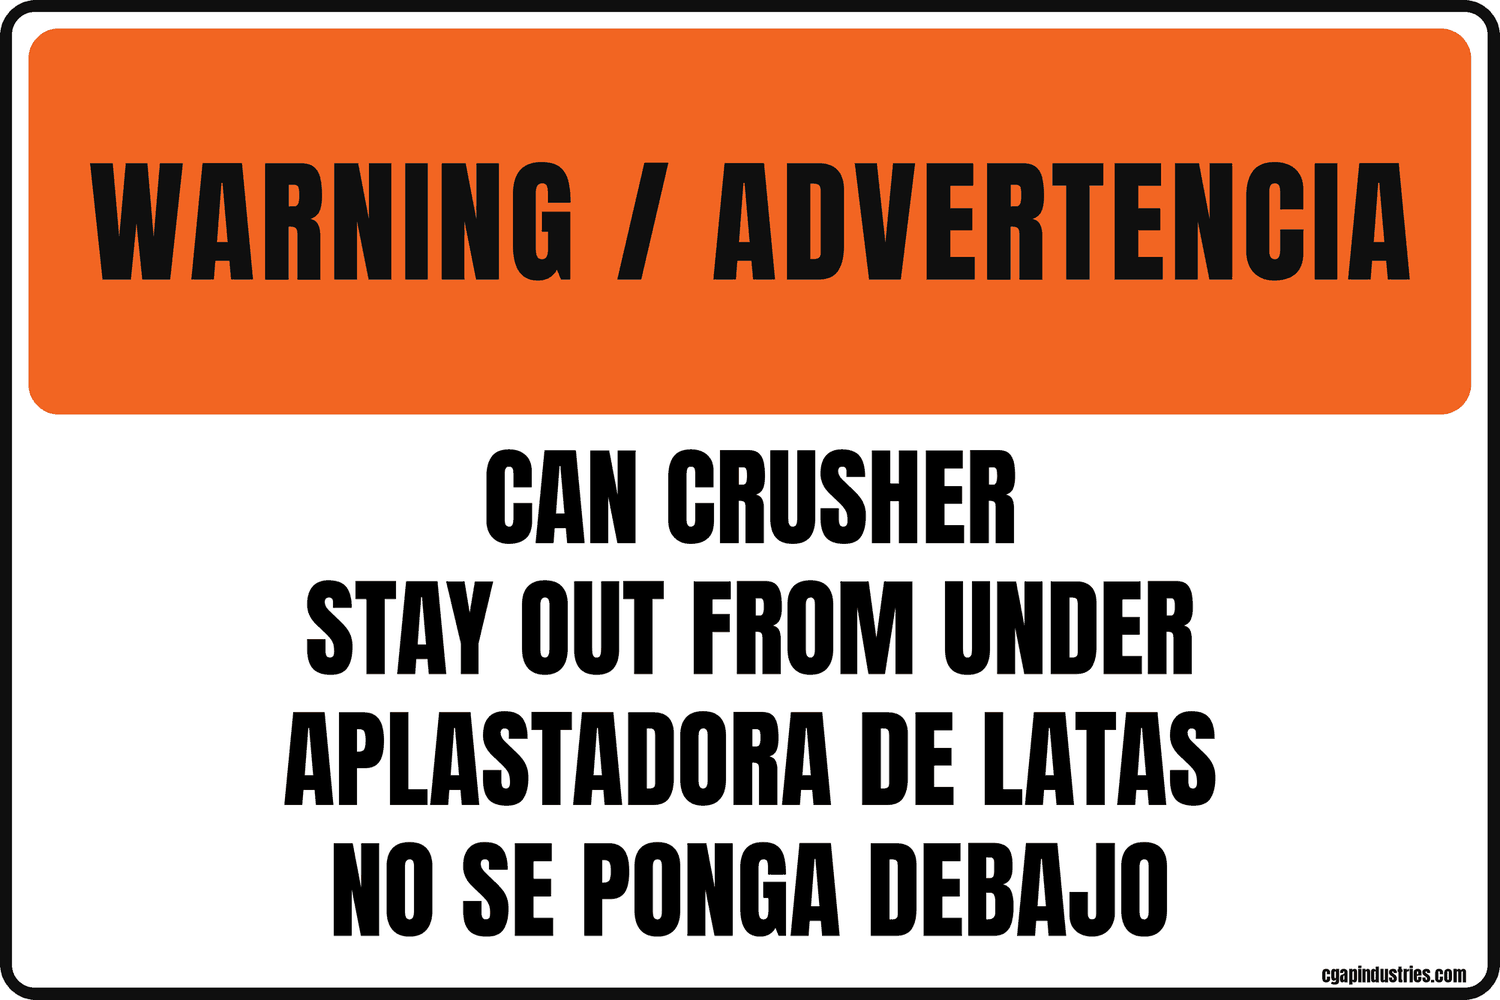 WARNING / ADVERTENCIA
CAN CRUSHER
STAY OUT FROM UNDER
APLASTADORA DE LATAS
NO SE PONGA DEBAJO
cgapindustries.com